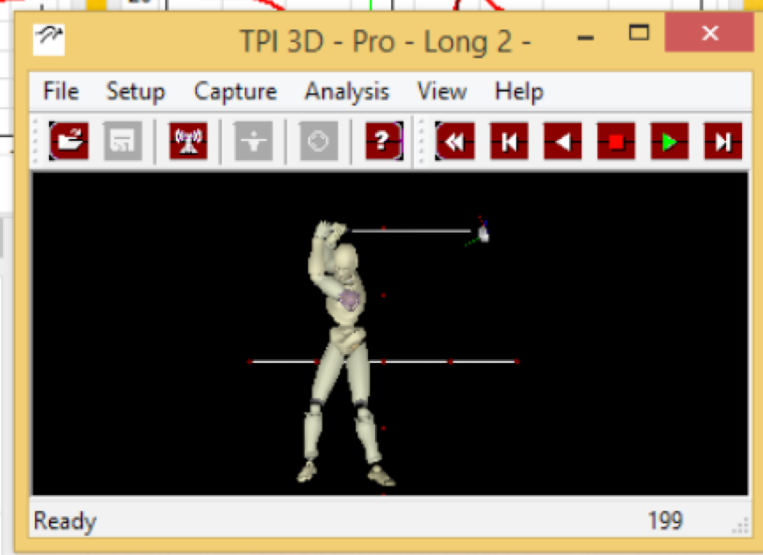 TPI 3D - Pro - Long 2 -
File Setup Capture Analysis View Help
?
Ready 199